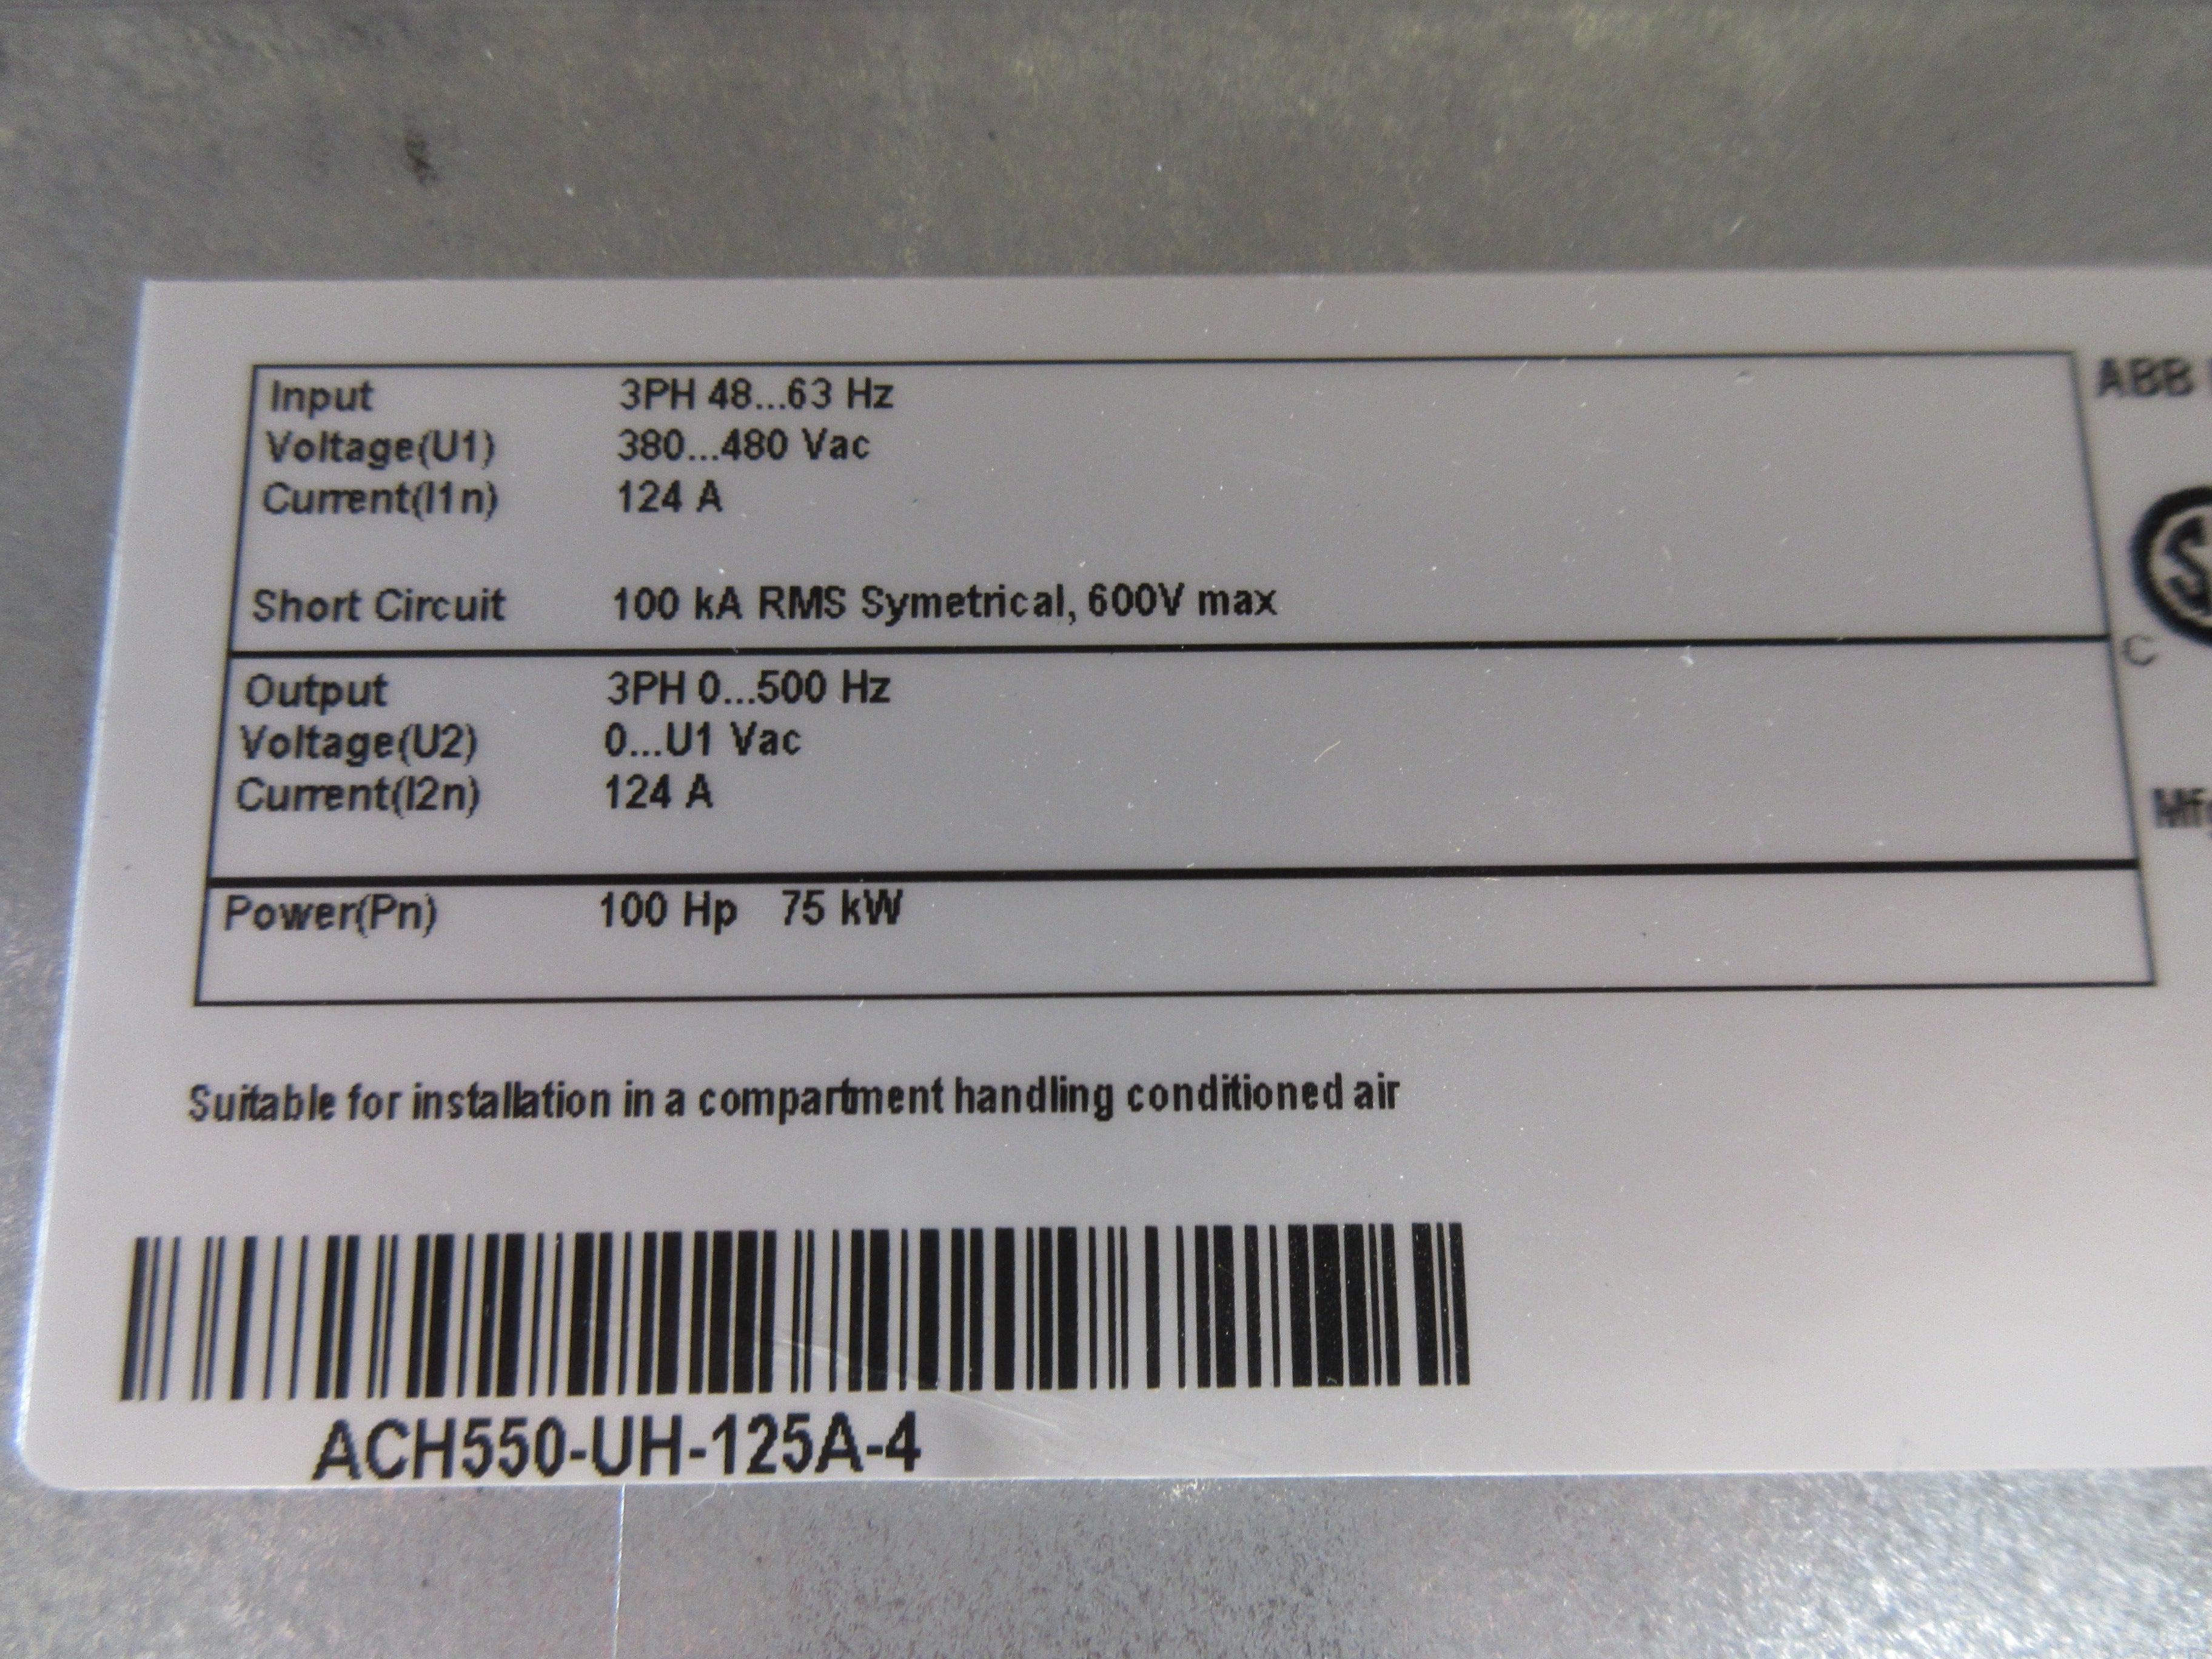 Input 3PH 48...63 Hz
Voltage(U1) 380...480 Vac
Current(I1n) 124 A
Short Circuit 100 kA RMS Symetrical, 600V max
Output 3PH 0...500 Hz
Voltage(U2) 0...U1 Vac
Current(I2n) 124 A
Power(Pn) 100 Hp 75 kW
Suitable for installation in a compartment handling conditioned air
ACH550-UH-125A-4
ABB
C